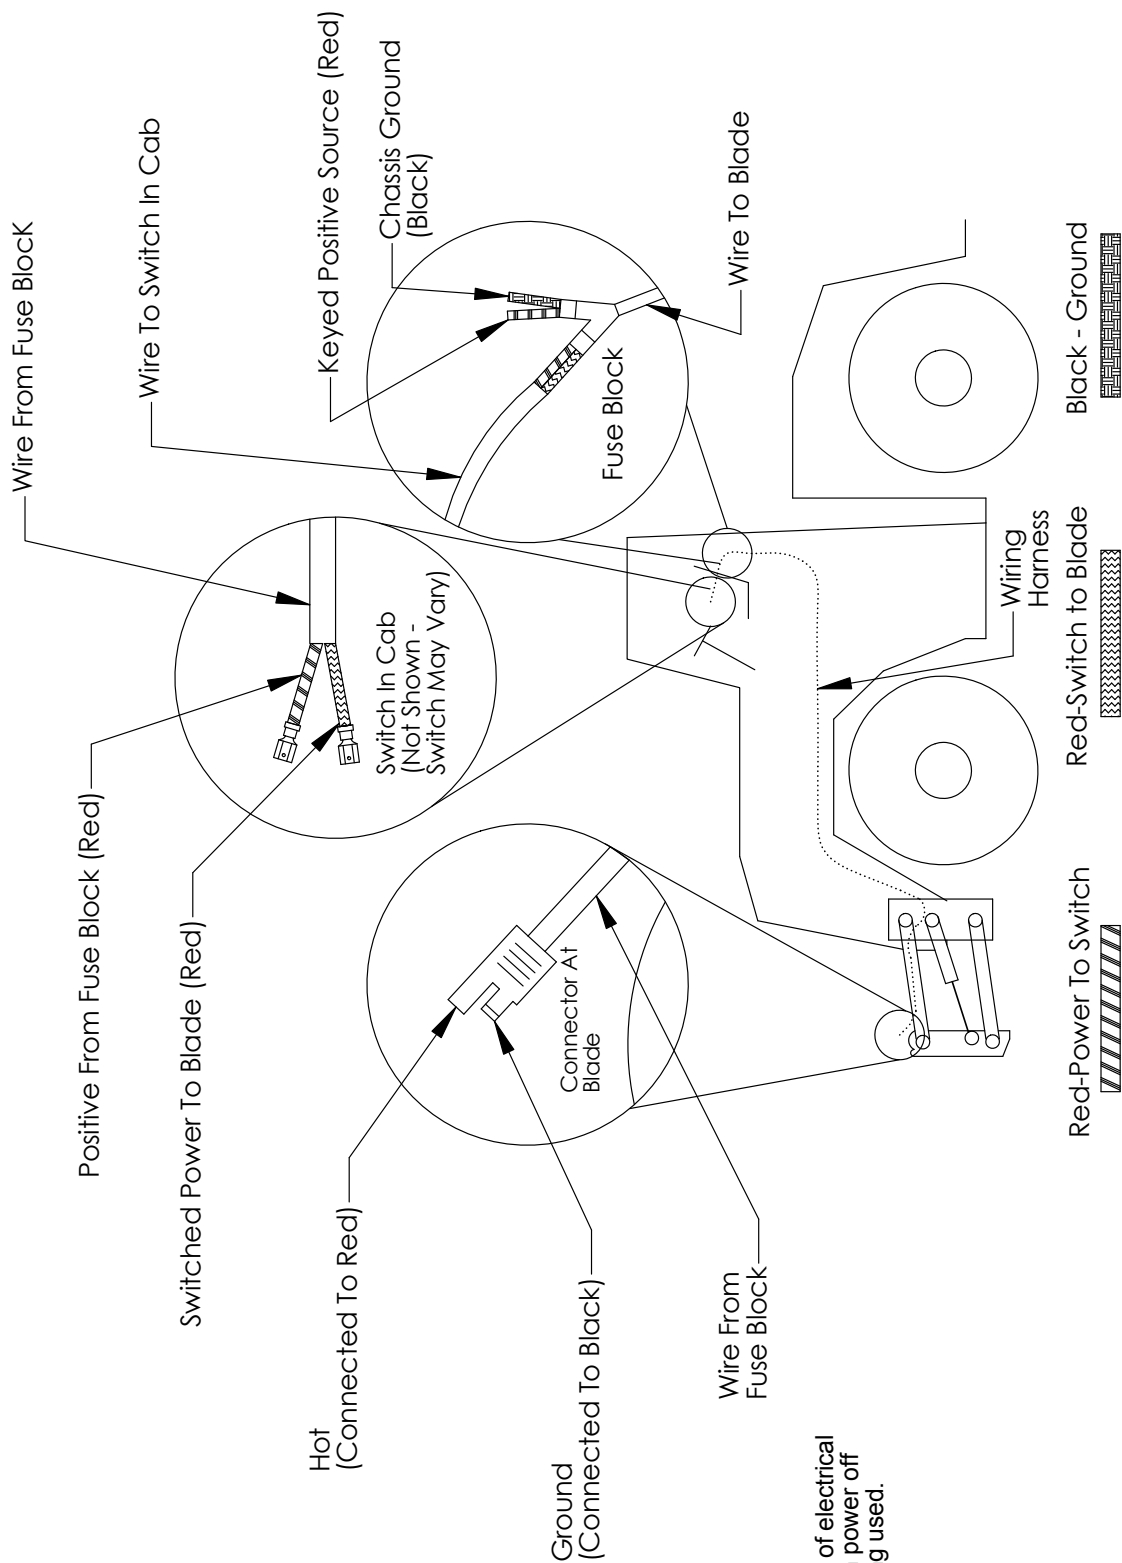 Wire From Fuse BlocK
Wire To Switch In Cab
Keyed Positive Source (Red)
Chassis Ground
(Black)
Positive From Fuse Block (Red)
Switched Power To Blade (Red)
Switch In Cab
(Not Shown -
Switch May Vary)
Fuse Block
Wire To Blade
Hot
(Connected To Red)
Ground
(Connected To Black)
Connector At
Blade
Wire From
Fuse Block
Wiring
Harness
Red-Power To Switch
Red-Switch to Blade
Black - Ground
of electrical
power off
g used.